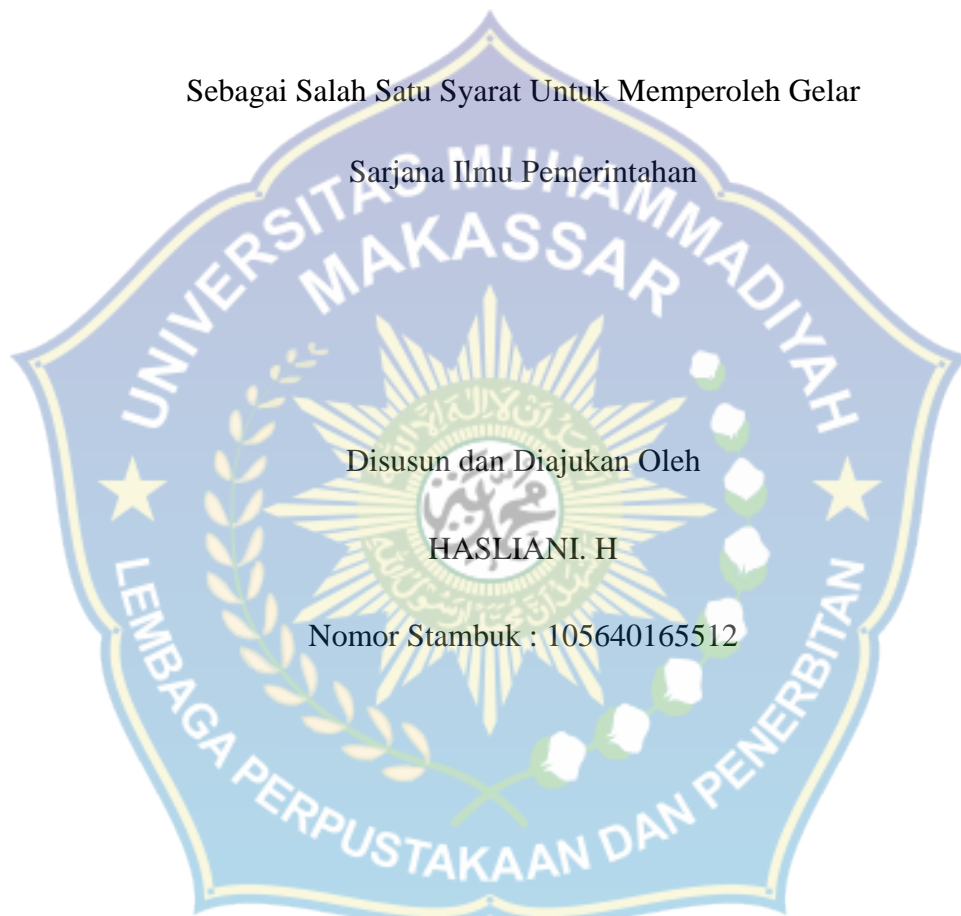 Sebagai Salah Satu Syarat Untuk Memperoleh Gelar
Sarjana Ilmu Pemerintahan
UNIVERSITAS MUHAMMADIYAH
MAKASSAR
Disusun dan Diajukan Oleh
HASLIANI. H
Nomor Stambuk : 105640165512
LEMBAGA PERPUSTAKAAN DAN PENERBITAN